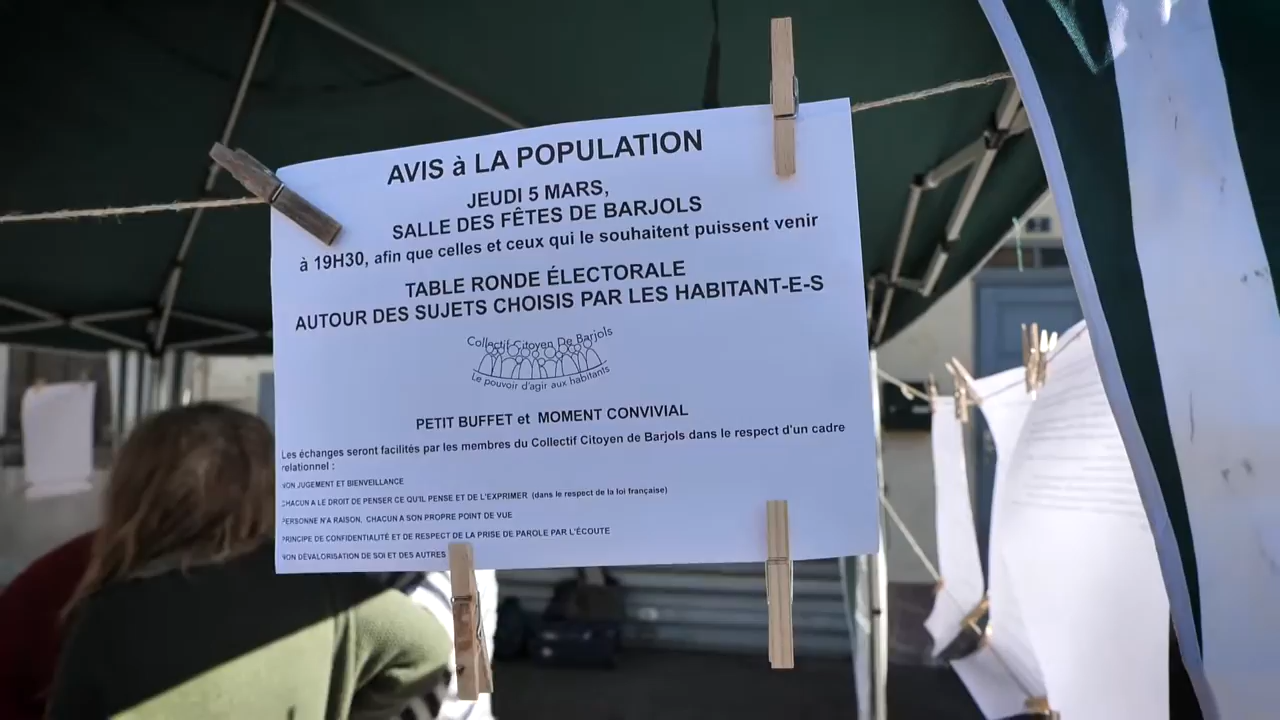 AVIS à LA POPULATION
JEUDI 5 MARS,
SALLE DES FÊTES DE BARJOLS
à 19H30, afin que celles et ceux qui le souhaitent puissent venir
TABLE RONDE ÉLECTORALE
AUTOUR DES SUJETS CHOISIS PAR LES HABITANT-E-S
Collectif Citoyen De Barjols
Le pouvoir d'agir aux habitants
PETIT BUFFET et MOMENT CONVIVIAL
Les échanges seront facilités par les membres du Collectif Citoyen de Barjols dans le respect d'un cadre
relationnel :
NON JUGEMENT ET BIENVEILLANCE
CHACUN A LE DROIT DE PENSER CE QU'IL PENSE ET DE L'EXPRIMER (dans le respect de la loi française)
PERSONNE N'A RAISON, CHACUN A SON PROPRE POINT DE VUE
PRINCIPE DE CONFIDENTIALITÉ ET DE RESPECT DE LA PRISE DE PAROLE PAR L'ÉCOUTE
NON DÉVALORISATION DE SOI ET DES AUTRES